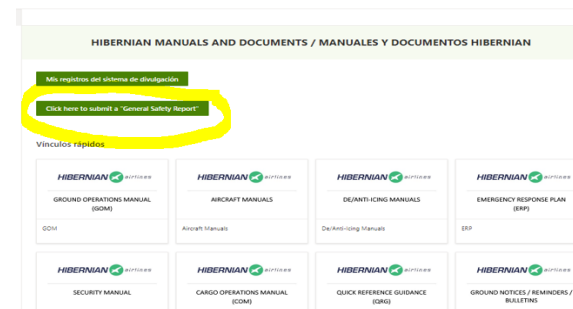 HIBERNIAN MANUALS AND DOCUMENTS / MANUALES Y DOCUMENTOS HIBERNIAN
Mis registros del sistema de divulgación
Click here to submit a "General Safety Report"
Vínculos rápidos
HIBERNIAN airlines HIBERNIAN airlines HIBERNIAN airlines HIBERNIAN airlines
GROUND OPERATIONS MANUAL AIRCRAFT MANUALS DE/ANTI-ICING MANUALS EMERGENCY RESPONSE PLAN
(GOM) (ERP)
GOM Aircraft Manuals De/Anti-Icing Manuals ERP
HIBERNIAN airlines HIBERNIAN airlines HIBERNIAN airlines HIBERNIAN airlines
SECURITY MANUAL CARGO OPERATIONS MANUAL QUICK REFERENCE GUIDANCE GROUND NOTICES / REMINDERS /
(COM) (QRG) BULLETINS